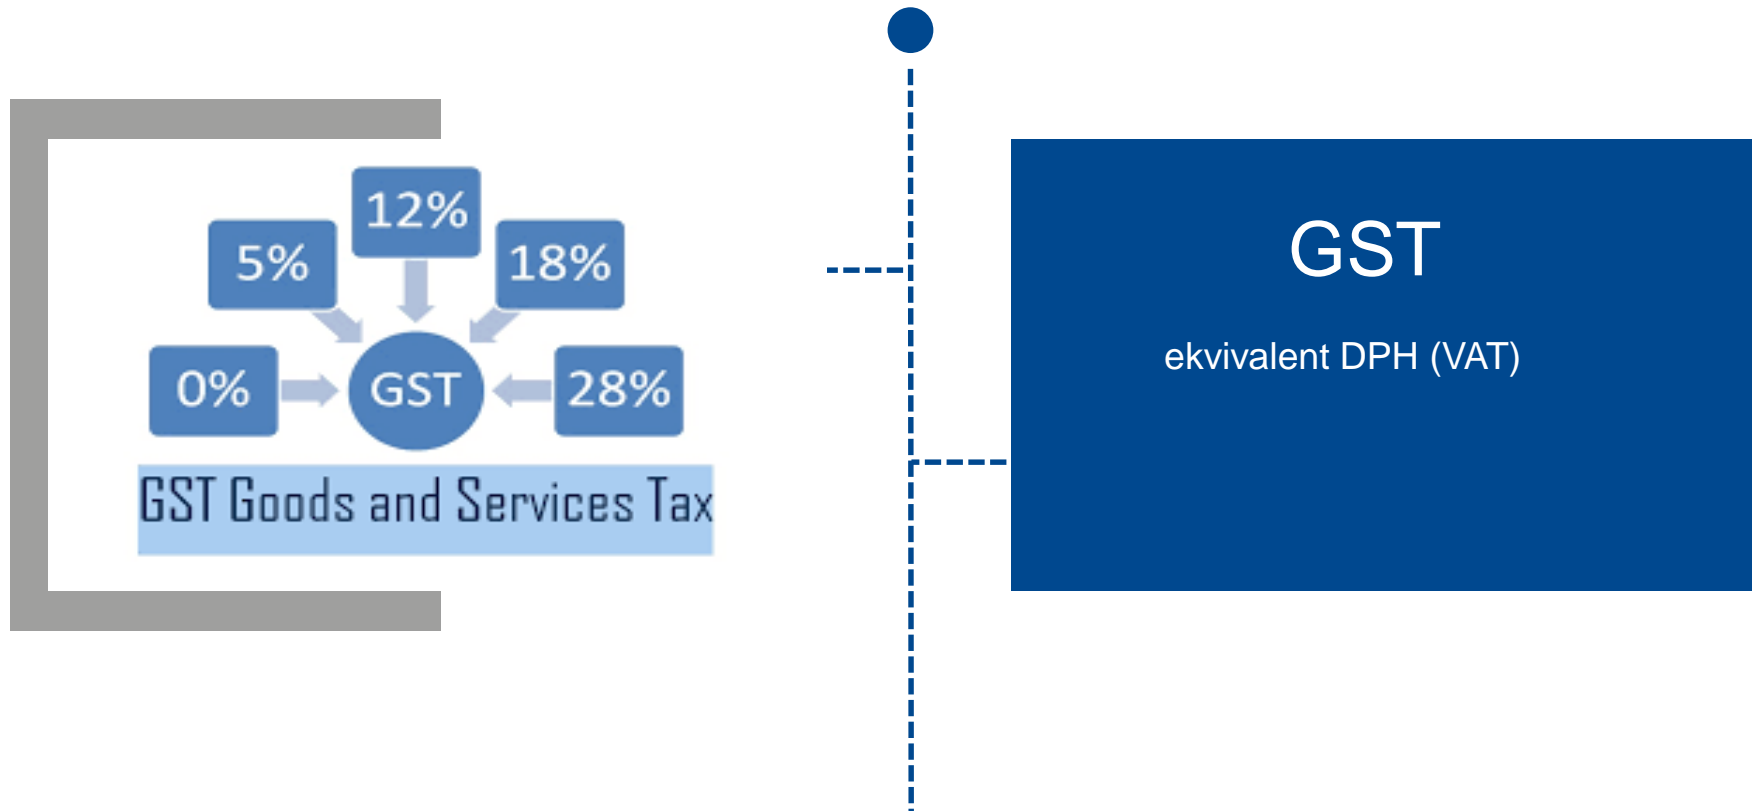 12%
5%
18%
0%
GST
28%
GST Goods and Services Tax
GST
ekvivalent DPH (VAT)